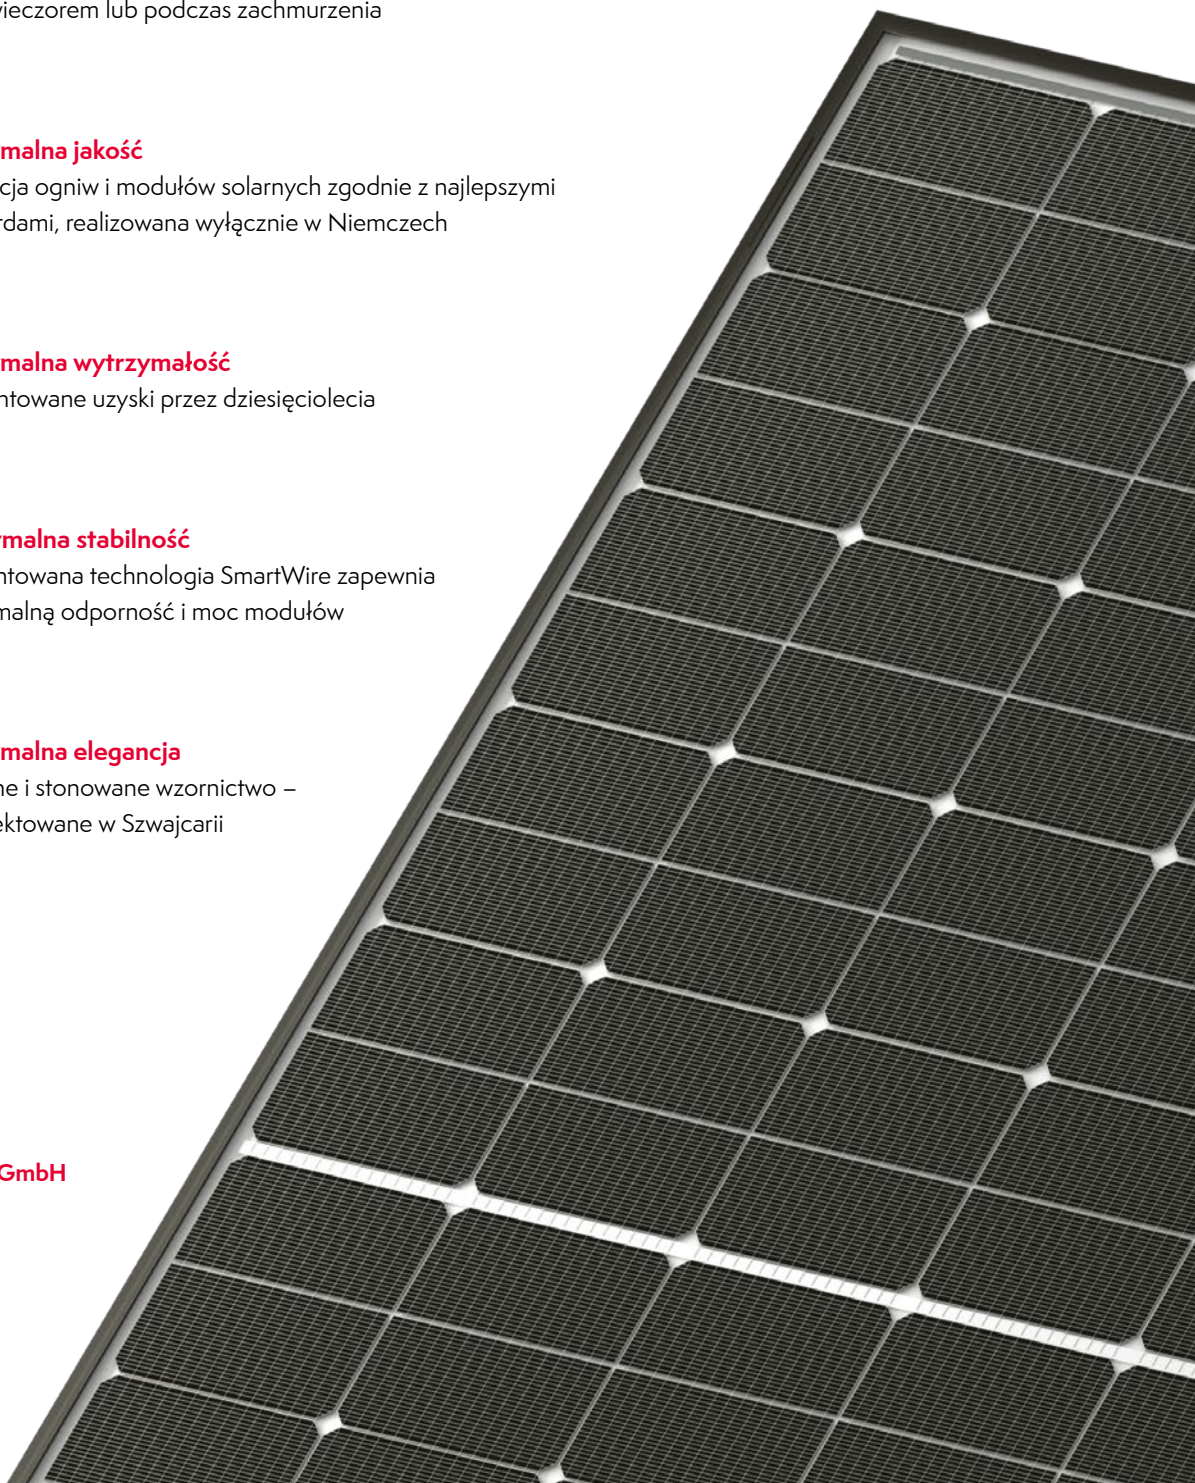 wieczorem lub podczas zachmurzenia
malna jakość
cja ogniw i modułów solarnych zgodnie z najlepszymi
rdami, realizowana wyłącznie w Niemczech
malna wytrzymałość
ntowane uzyski przez dziesięciolecia
ymalna stabilność
ntowana technologia SmartWire zapewnia
malną odporność i moc modułów
malna elegancja
ne i stonowane wzornictwo –
ektowane w Szwajcarii
GmbH